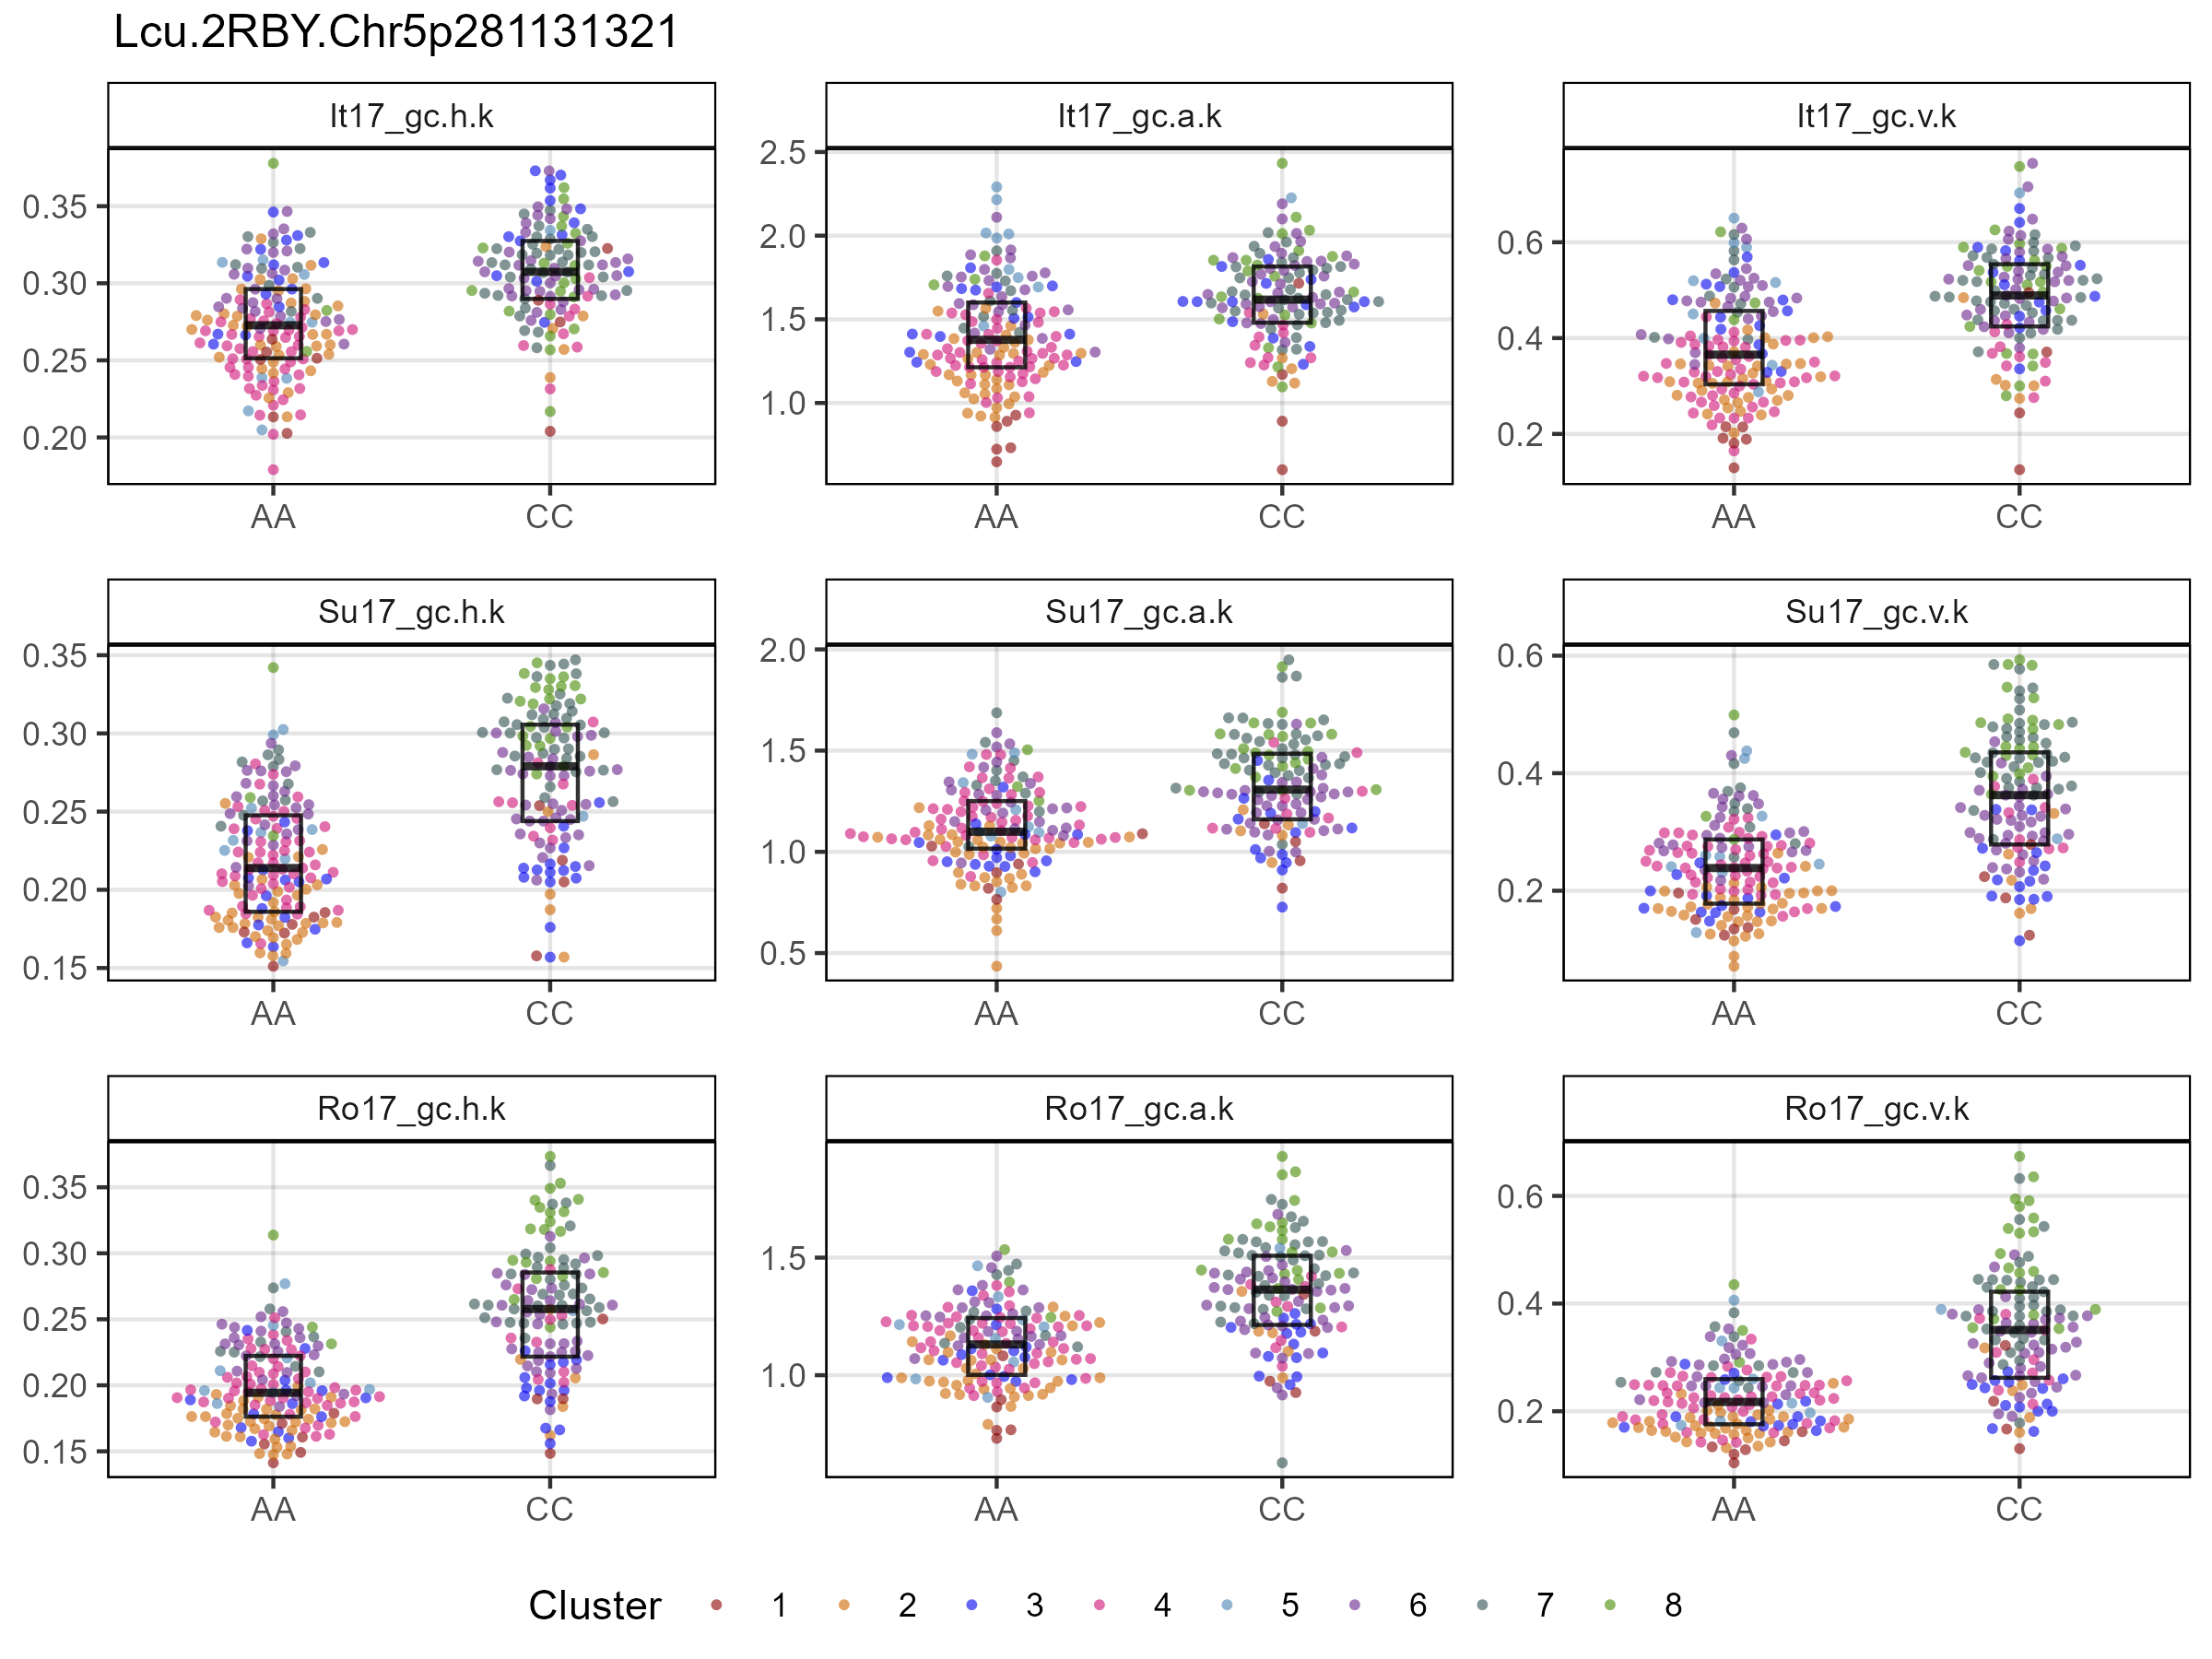 Lcu.2RBY.Chr5p281131321
It17_gc.h.k
It17_gc.a.k
It17_gc.v.k
0.35
0.30
0.25
0.20
2.5
2.0
1.5
1.0
0.6
0.4
0.2
AA
CC
AA
CC
AA
CC
Su17_gc.h.k
Su17_gc.a.k
Su17_gc.v.k
0.35
0.30
0.25
0.20
0.15
2.0
1.5
1.0
0.5
0.6
0.4
0.2
AA
CC
AA
CC
AA
CC
Ro17_gc.h.k
Ro17_gc.a.k
Ro17_gc.v.k
0.35
0.30
0.25
0.20
0.15
1.5
1.0
0.6
0.4
0.2
AA
CC
AA
CC
AA
CC
Cluster 1 2 3 4 5 6 7 8